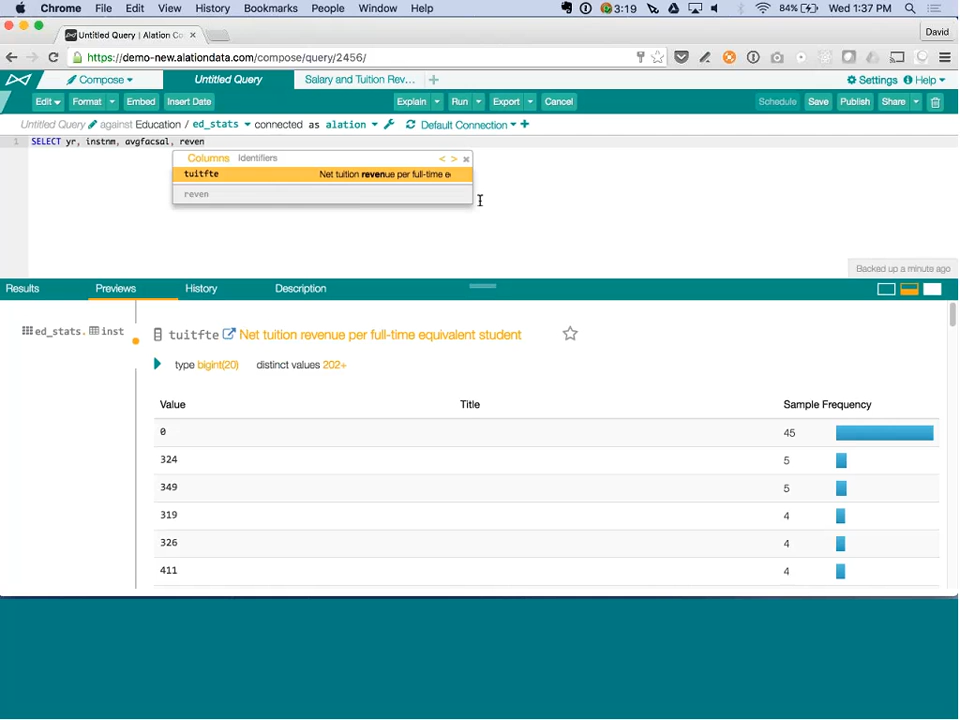 Chrome File Edit View History Bookmarks People Window Help 3:19 84% Wed 1:37 PM
Untitled Query | Alation Co × David
https://demo-new.alationdata.com/compose/query/2456/
Compose Untitled Query Salary and Tuition Rev... Settings Help
Edit Format Embed Insert Date Explain Run Export Cancel Schedule Save Publish Share
Untitled Query against Education / ed_stats connected as alation Default Connection
1 SELECT yr, instnm, avgfacsal, reven
Columns Identifiers < > ×
tuitfte Net tuition revenue per full-time e
reven
Backed up a minute ago
Results Previews History Description
ed_stats. inst tuitfte Net tuition revenue per full-time equivalent student
type bigint(20) distinct values 202+
Value Title Sample Frequency
0 45
324 5
349 5
319 4
326 4
411 4